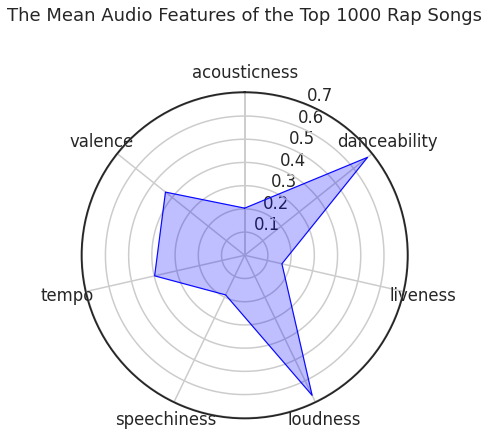 The Mean Audio Features of the Top 1000 Rap Songs
acousticness
0.7
0.6
valence
0.5
danceability
0.4
0.3
0.2
0.1
tempo
liveness
speechiness
loudness